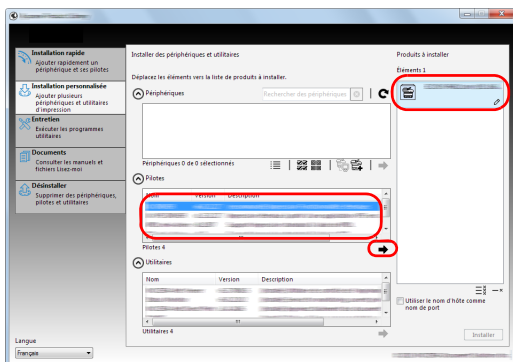 Installation rapide
Ajouter rapidement un
périphérique et ses pilotes
Installation personnalisée
Ajouter plusieurs
périphériques et utilitaires
d'impression
Entretien
Exécuter les programmes
utilitaires
Documents
Consulter les manuels et
fichiers Lisez-moi
Désinstaller
Supprimer des périphériques,
pilotes et utilitaires
Langue
Français
Installer des périphériques et utilitaires
Déplacez les éléments vers la liste de produits à installer.
Périphériques
Rechercher des périphériques
Périphériques 0 de 0 sélectionnés
Pilotes
Nom Version Description
Pilotes 4
Utilitaires
Nom Version Description
Utilitaires 4
Produits à installer
Éléments 1
Utiliser le nom d'hôte comme
nom de port
Installer